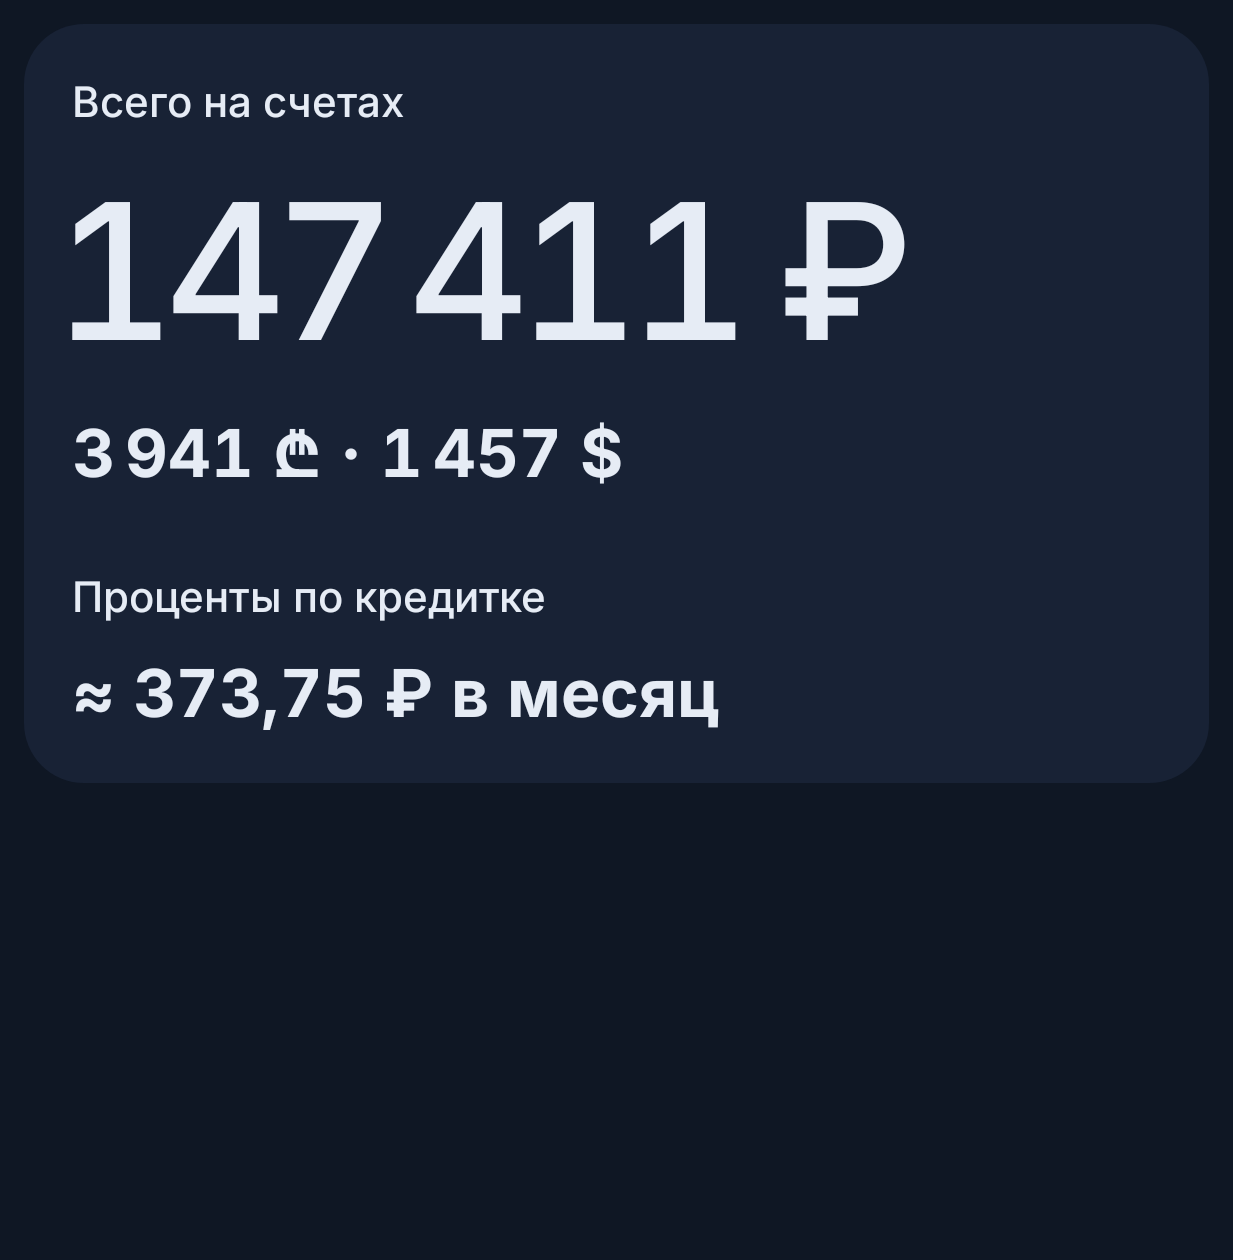 Всего на счетах
147 411 ₽
3 941 ₾ · 1 457 $
Проценты по кредитке
≈ 373,75 ₽ в месяц